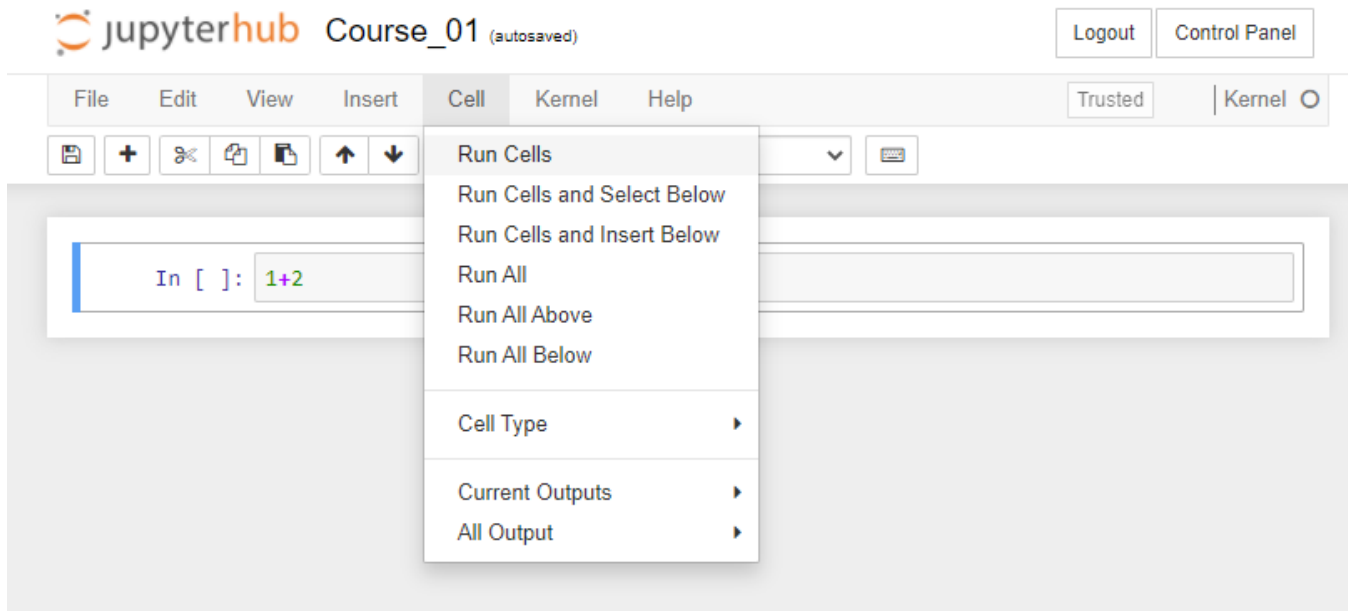 jupyterhub Course_01 (autosaved) Logout Control Panel
File Edit View Insert Cell Kernel Help Trusted Kernel
Run Cells
Run Cells and Select Below
Run Cells and Insert Below
In [ ]: 1+2
Run All
Run All Above
Run All Below
Cell Type
Current Outputs
All Output